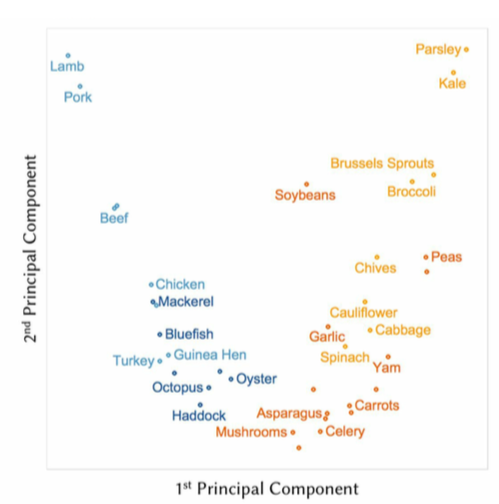 Parsley
Lamb
Kale
Pork
Brussels Sprouts
Soybeans
Broccoli
Beef
Peas
Chives
Chicken
Mackerel
Cauliflower
Cabbage
Bluefish
Garlic
Guinea Hen
Turkey
Spinach
Yam
Oyster
Octopus
Carrots
Haddock
Asparagus
Mushrooms
Celery
2nd Principal Component
1st Principal Component